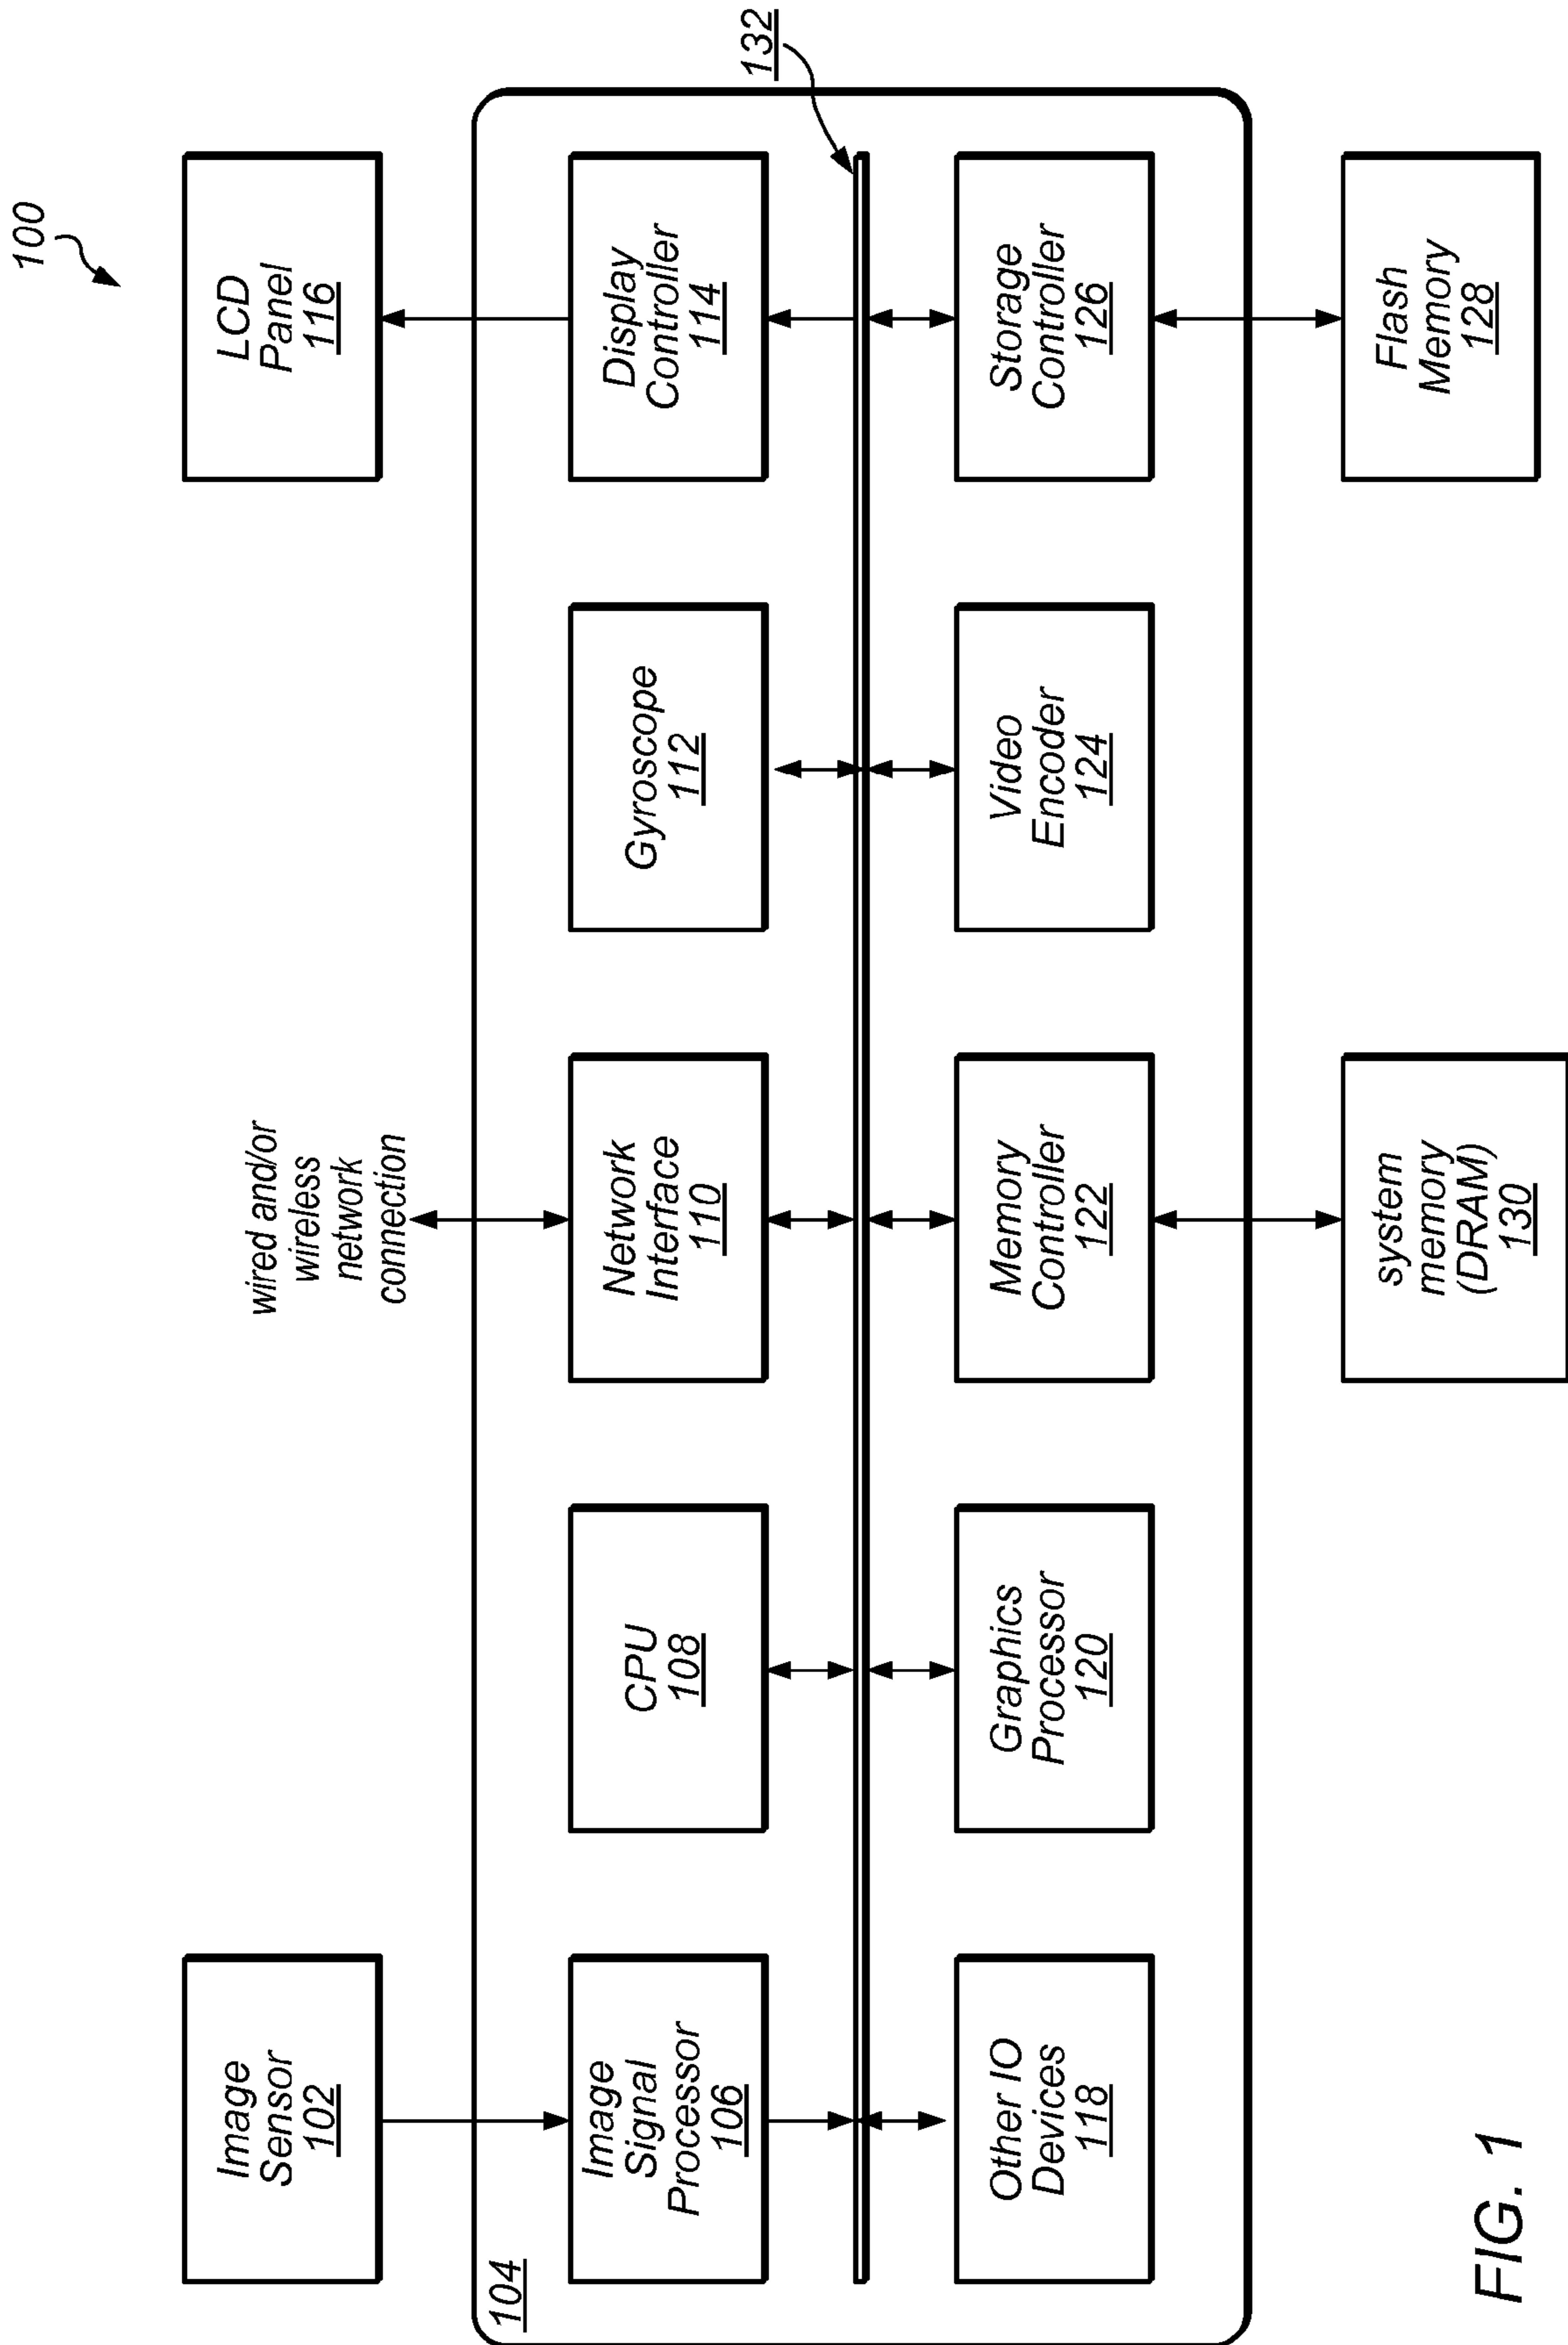 100
Image
Sensor
102
wired and/or
wireless
network
connection
LCD
Panel
116
104
Image
Signal
Processor
106
CPU
108
Network
Interface
110
Gyroscope
112
Display
Controller
114
132
Other IO
Devices
118
Graphics
Processor
120
Memory
Controller
122
Video
Encoder
124
Storage
Controller
126
system
memory
(DRAM)
130
Flash
Memory
128
FIG. 1